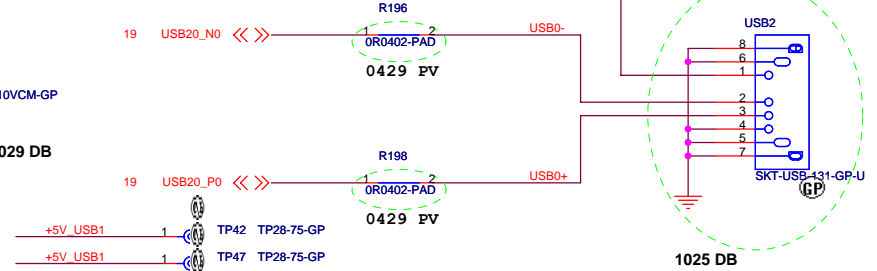 R196
19 USB20_N0 1 2 USB0-
0R0402-PAD
0429 PV
USB2
8
6
1
2
3
4
5
7
SKT-USB-131-GP-U
GP
1025 DB
10VCM-GP
029 DB
R198
19 USB20_P0 1 2 USB0+
0R0402-PAD
0429 PV
+5V_USB1 1 TP42 TP28-75-GP
+5V_USB1 1 TP47 TP28-75-GP